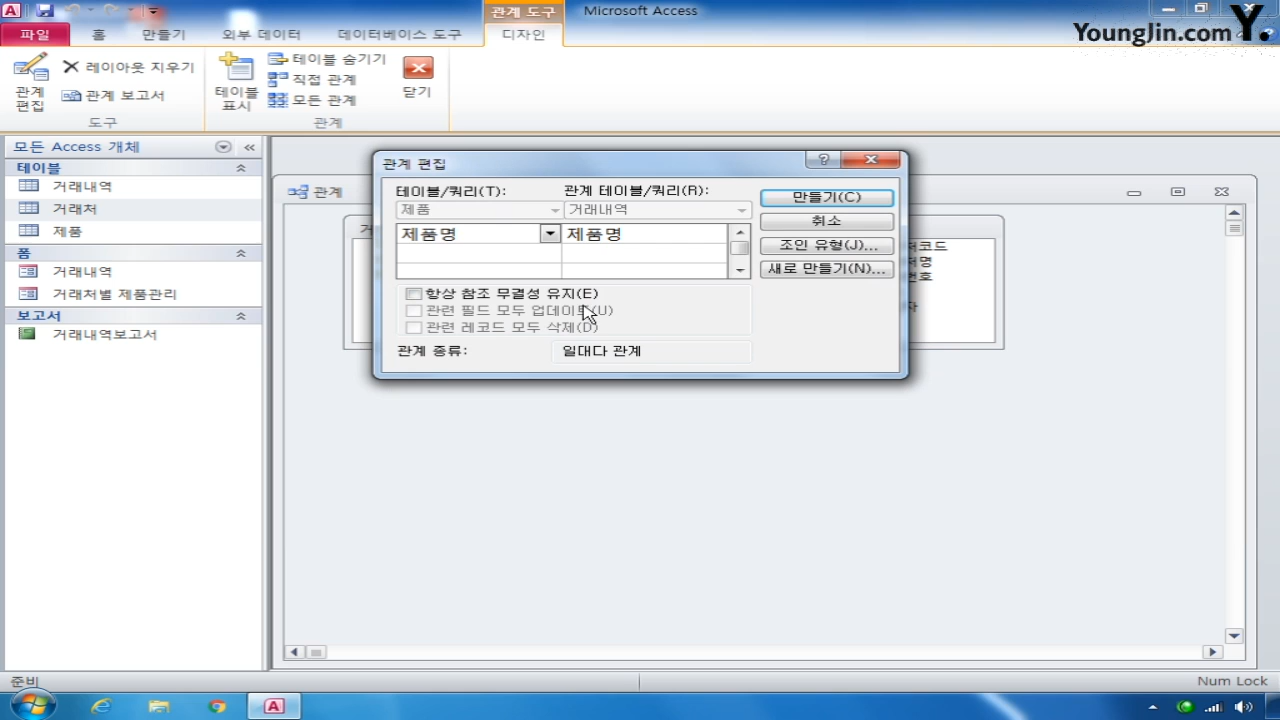 관계 도구
Microsoft Access
YoungJin.com Y.
파일
홈
만들기
외부 데이터
데이터베이스 도구
디자인
관계
편집
레이아웃 지우기
관계 보고서
도구
테이블
표시
테이블 숨기기
직접 관계
모든 관계
관계
닫기
모든 Access 개체
테이블
거래내역
거래처
제품
폼
거래내역
거래처별 제품관리
보고서
거래내역보고서
관계
관계 편집
테이블/쿼리(T):
관계 테이블/쿼리(R):
제품
거래내역
제품명
제품명
만들기(C)
취소
조인 유형(J)...
새로 만들기(N)...
항상 참조 무결성 유지(E)
관련 필드 모두 업데이트(U)
관련 레코드 모두 삭제(D)
관계 종류:
일대다 관계
준비
Num Lock